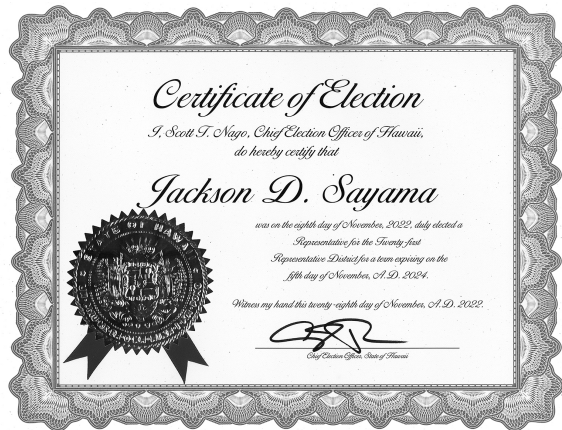 Certificate of Election
I, Scott T. Nago, Chief Election Officer of Hawaii,
do hereby certify that
Jackson D. Sayama
was on the eighth day of November, 2022, duly elected a
Representative for the Twenty-first
Representative District for a term expiring on the
fifth day of November, A.D. 2024.
Witness my hand this twenty-eighth day of November, A.D. 2022.
Chief Election Officer, State of Hawaii
STATE OF HAWAII